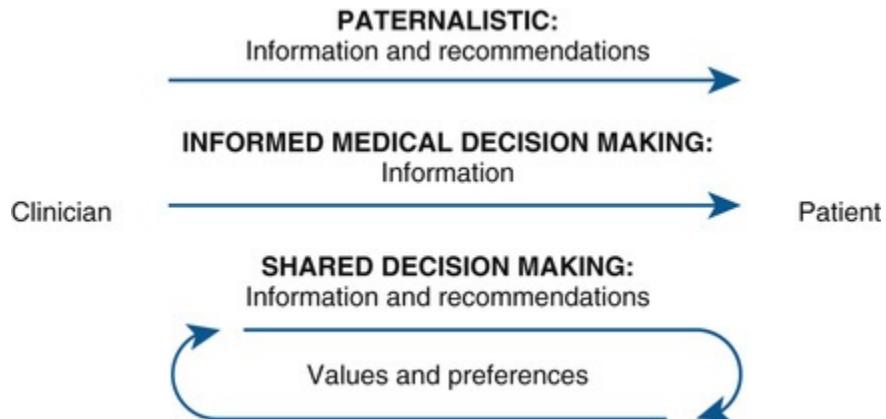 PATERNALISTIC:
Information and recommendations
INFORMED MEDICAL DECISION MAKING:
Information
Clinician
Patient
SHARED DECISION MAKING:
Information and recommendations
Values and preferences